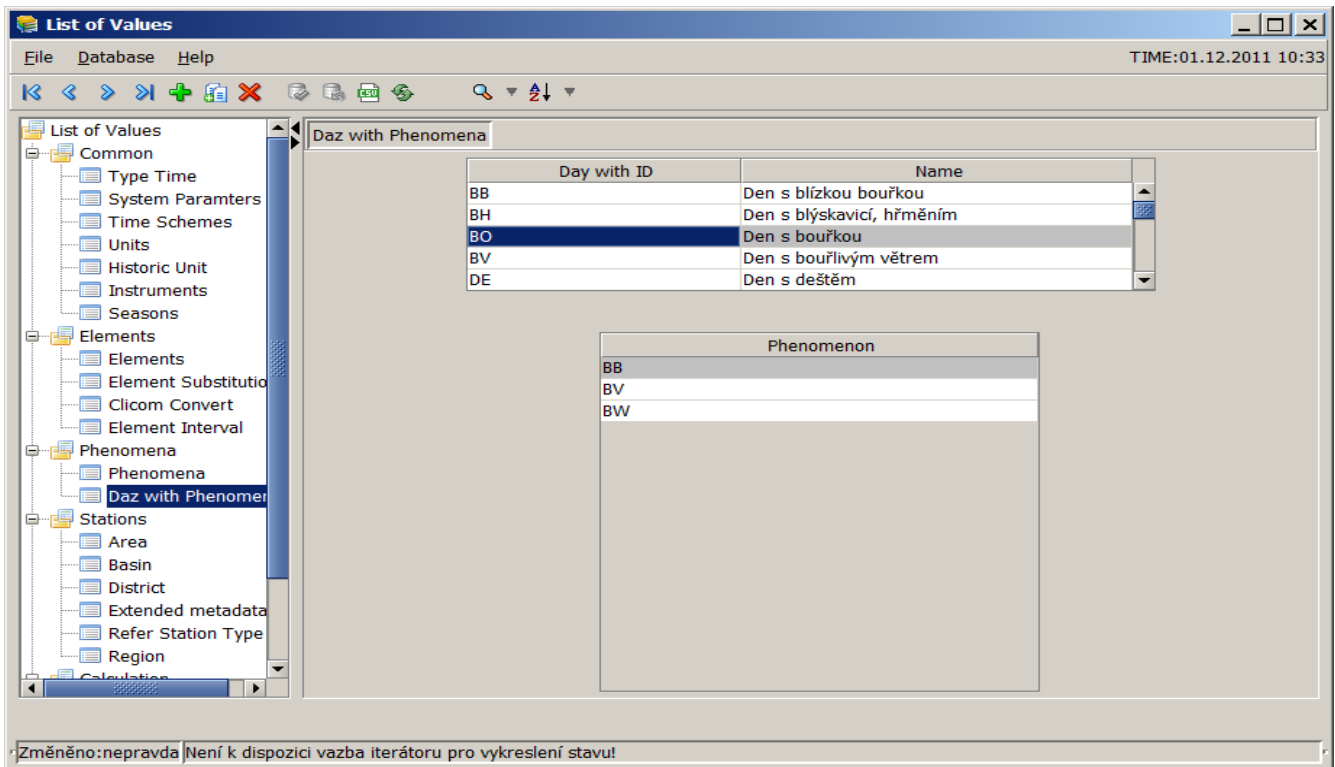 List of Values
File Database Help TIME:01.12.2011 10:33
List of Values
Common
Type Time
System Paramters
Time Schemes
Units
Historic Unit
Instruments
Seasons
Elements
Elements
Element Substitutio
Clicom Convert
Element Interval
Phenomena
Phenomena
Daz with Phenomen
Stations
Area
Basin
District
Extended metadata
Refer Station Type
Region
Calculation
Daz with Phenomena
Day with ID Name
BB Den s blízkou bouřkou
BH Den s blýskavicí, hřměním
BO Den s bouřkou
BV Den s bouřlivým větrem
DE Den s deštěm
Phenomenon
BB
BV
BW
Změněno:nepravda Není k dispozici vazba iterátoru pro vykreslení stavu!